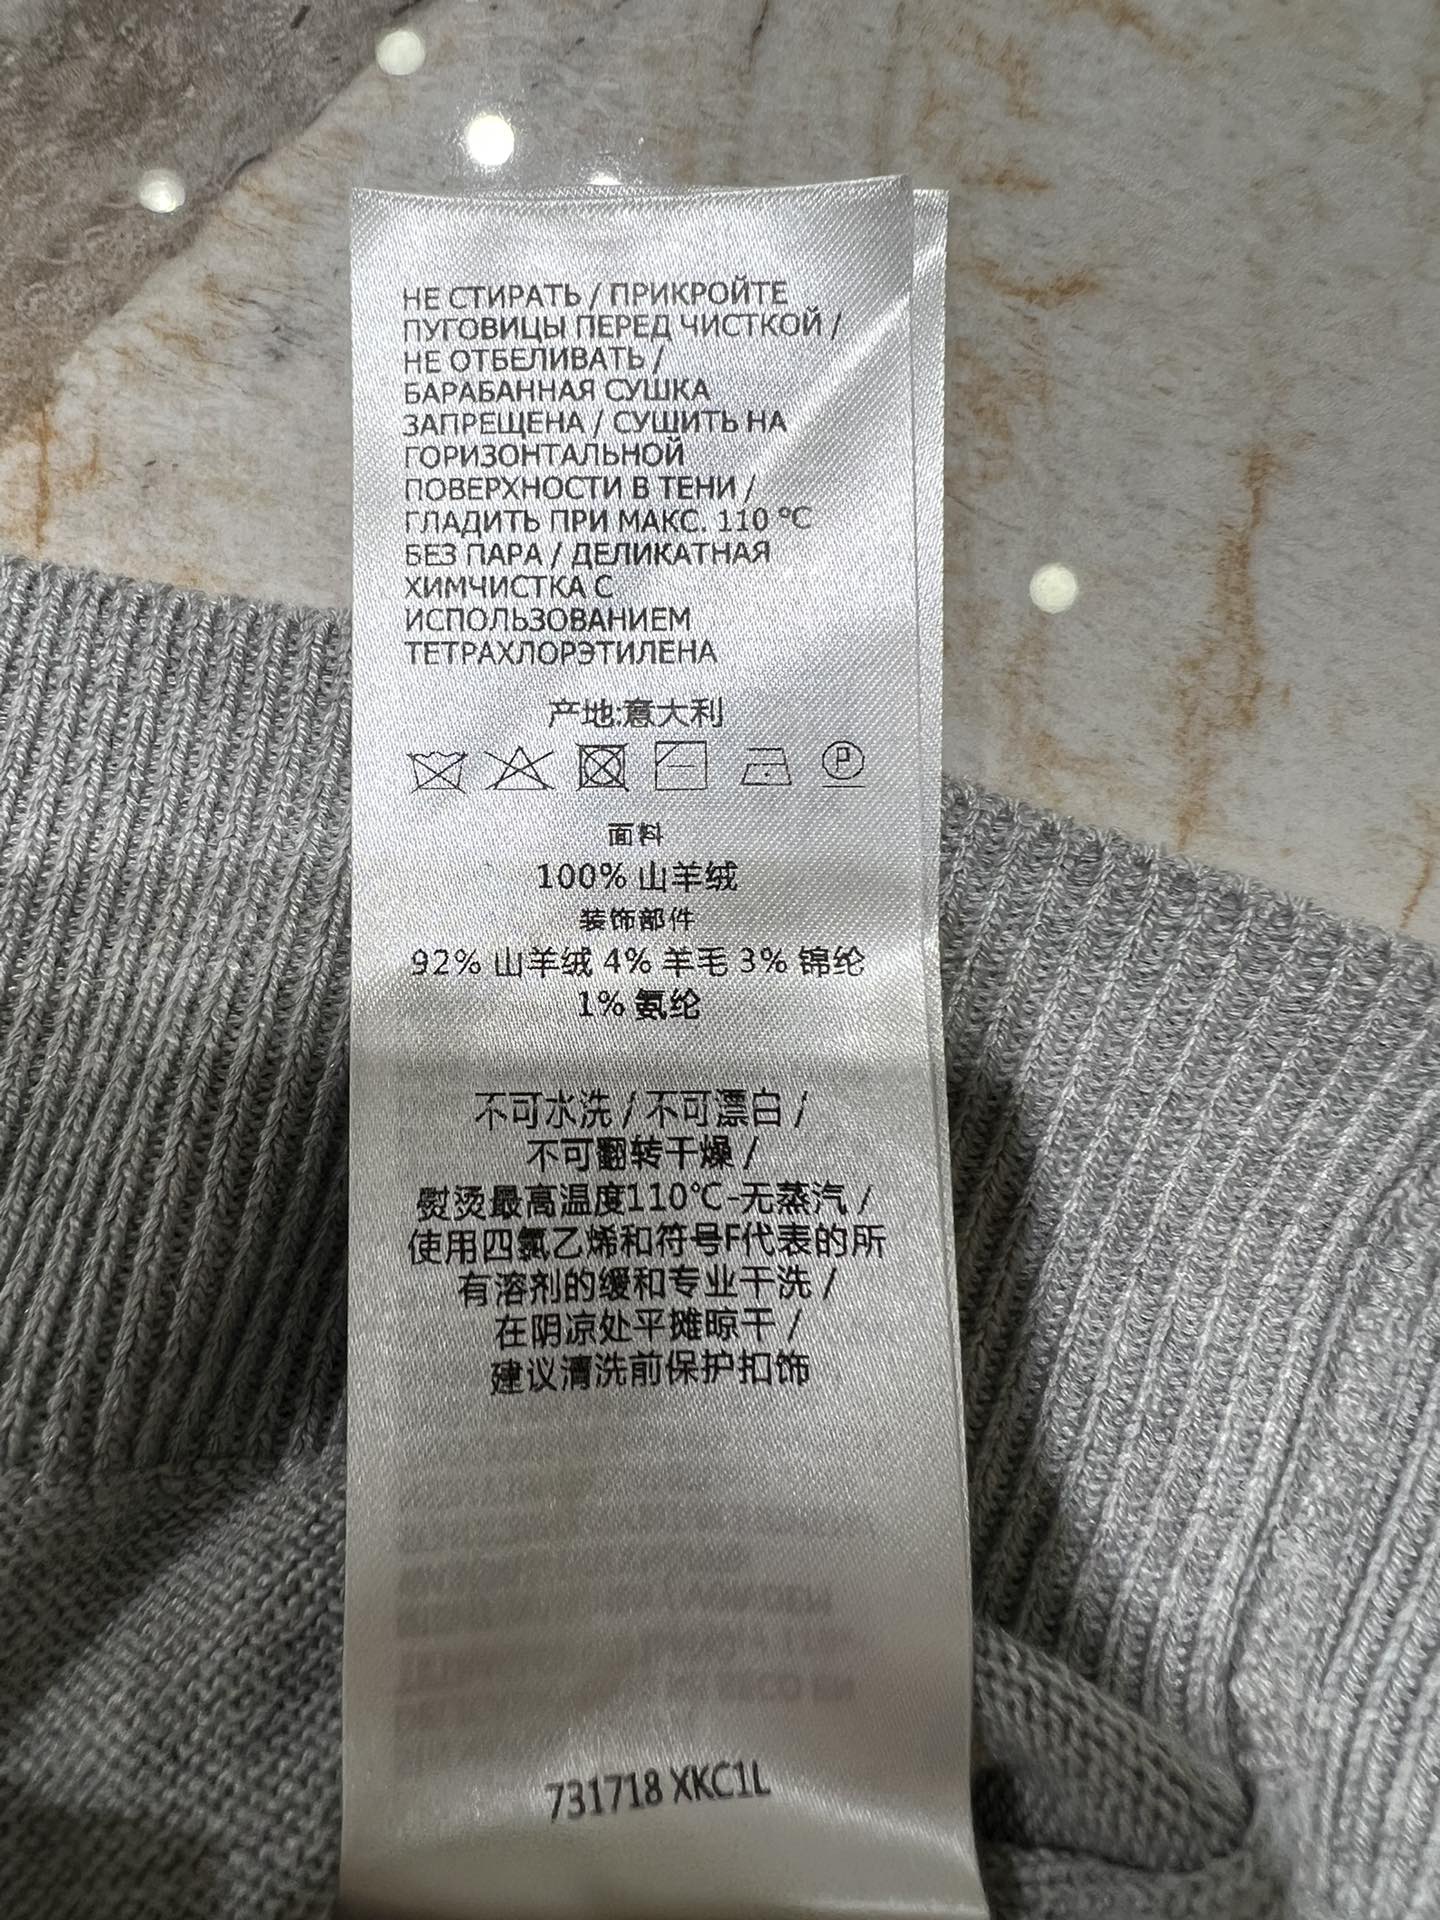 НЕ СТИРАТЬ / ПРИКРОЙТЕ
ПУГОВИЦЫ ПЕРЕД ЧИСТКОЙ /
НЕ ОТБЕЛИВАТЬ /
БАРАБАННАЯ СУШКА
ЗАПРЕЩЕНА / СУШИТЬ НА
ГОРИЗОНТАЛЬНОЙ
ПОВЕРХНОСТИ В ТЕНИ /
ГЛАДИТЬ ПРИ МАКС. 110 °C
БЕЗ ПАРА / ДЕЛИКАТНАЯ
ХИМЧИСТКА С
ИСПОЛЬЗОВАНИЕМ
ТЕТРАХЛОРЭТИЛЕНА
产地:意大利
P
面料
100% 山羊绒
装饰部件
92% 山羊绒 4% 羊毛 3% 锦纶
1% 氨纶
不可水洗 / 不可漂白 /
不可翻转干燥 /
熨烫最高温度110℃-无蒸汽 /
使用四氯乙烯和符号F代表的所
有溶剂的缓和专业干洗 /
在阴凉处平摊晾干 /
建议清洗前保护扣饰
731718 XKC1L